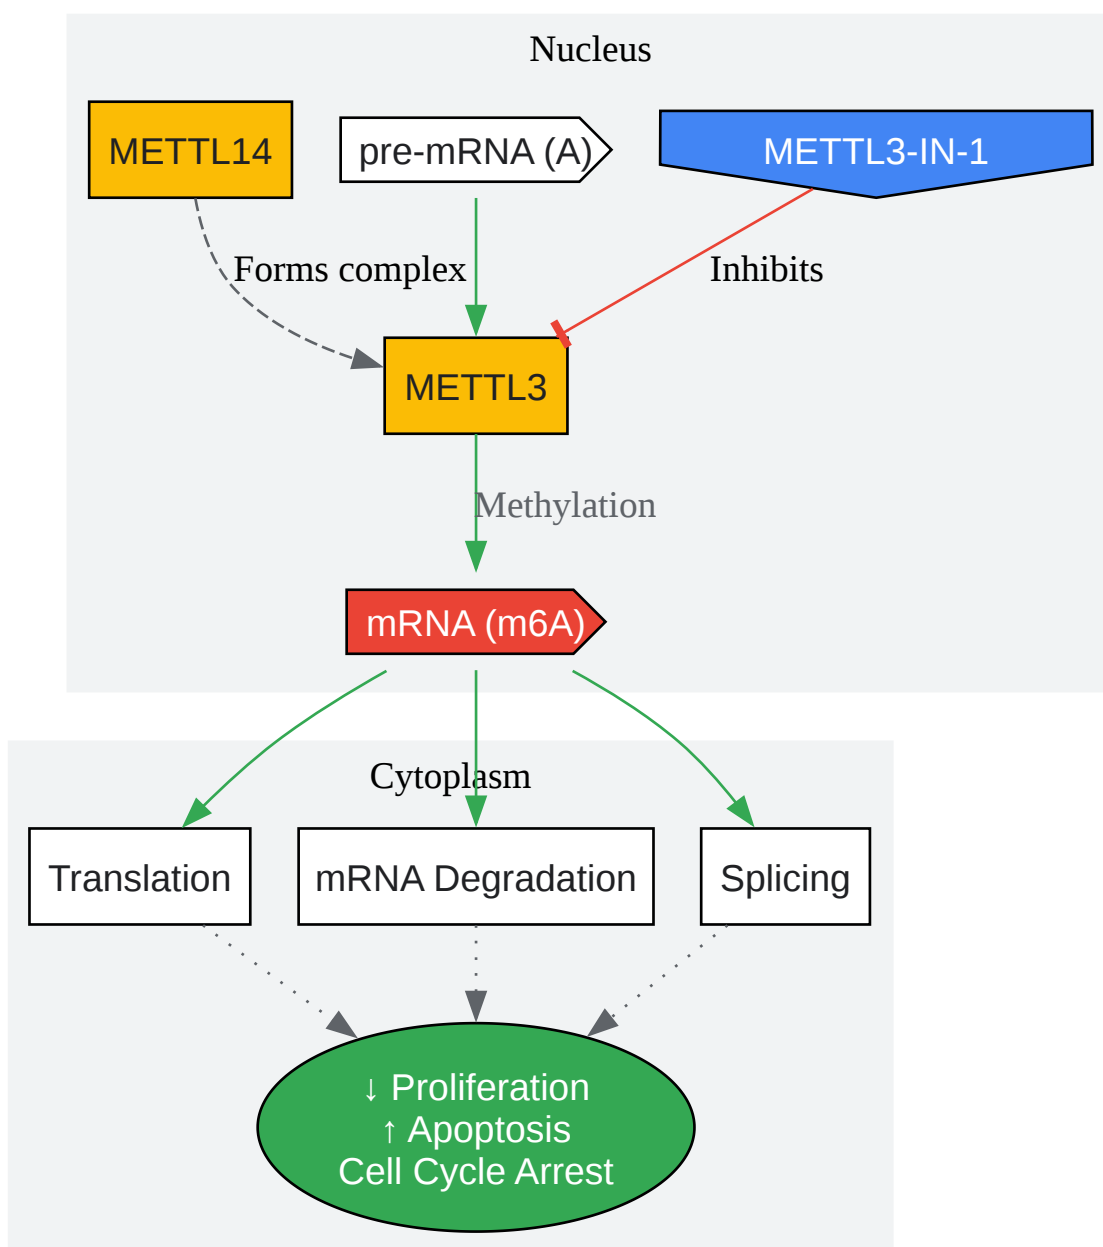 Nucleus
METTL14
pre-mRNA (A)
METTL3-IN-1
Forms complex
Inhibits
METTL3
Methylation
mRNA (m6A)
Cytoplasm
Translation
mRNA Degradation
Splicing
↓ Proliferation
↑ Apoptosis
Cell Cycle Arrest